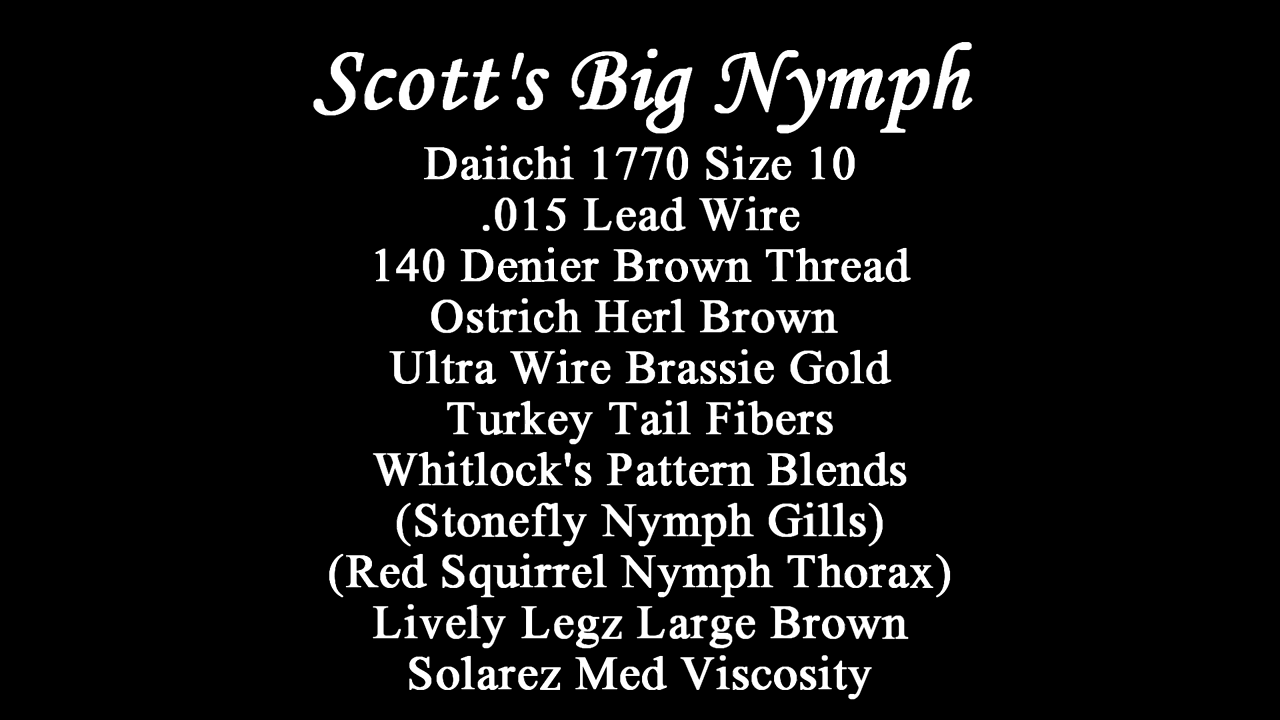 Scott's Big Nymph
Daiichi 1770 Size 10
.015 Lead Wire
140 Denier Brown Thread
Ostrich Herl Brown
Ultra Wire Brassie Gold
Turkey Tail Fibers
Whitlock's Pattern Blends
(Stonefly Nymph Gills)
(Red Squirrel Nymph Thorax)
Lively Legz Large Brown
Solarez Med Viscosity